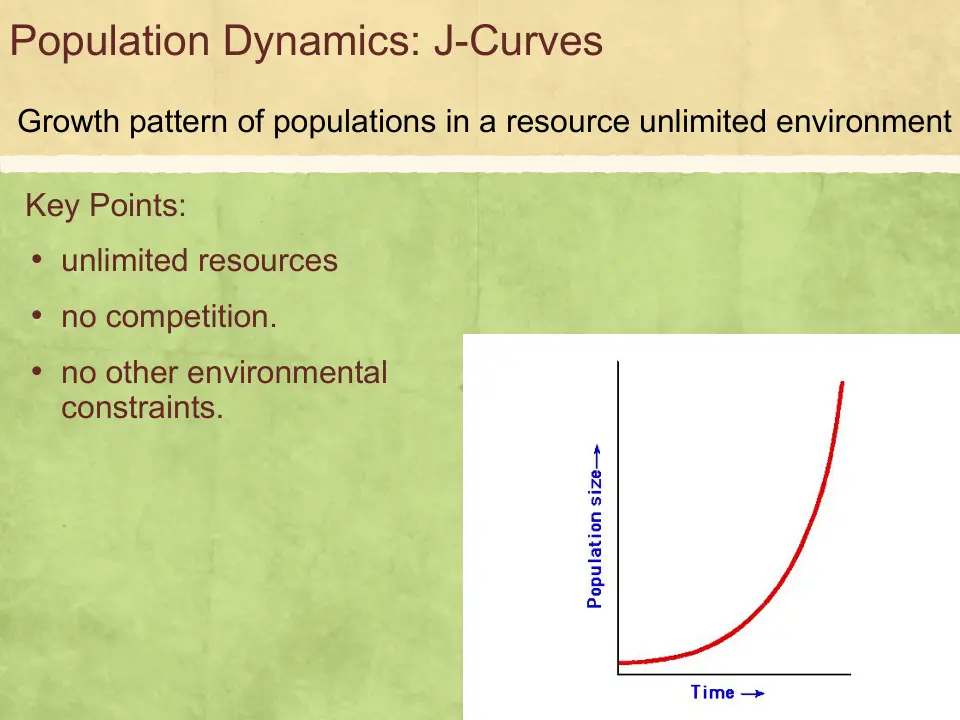 Population Dynamics: J-Curves
Growth pattern of populations in a resource unlimited environment
Key Points:
• unlimited resources
• no competition.
• no other environmental
constraints.
Population size→
Time →